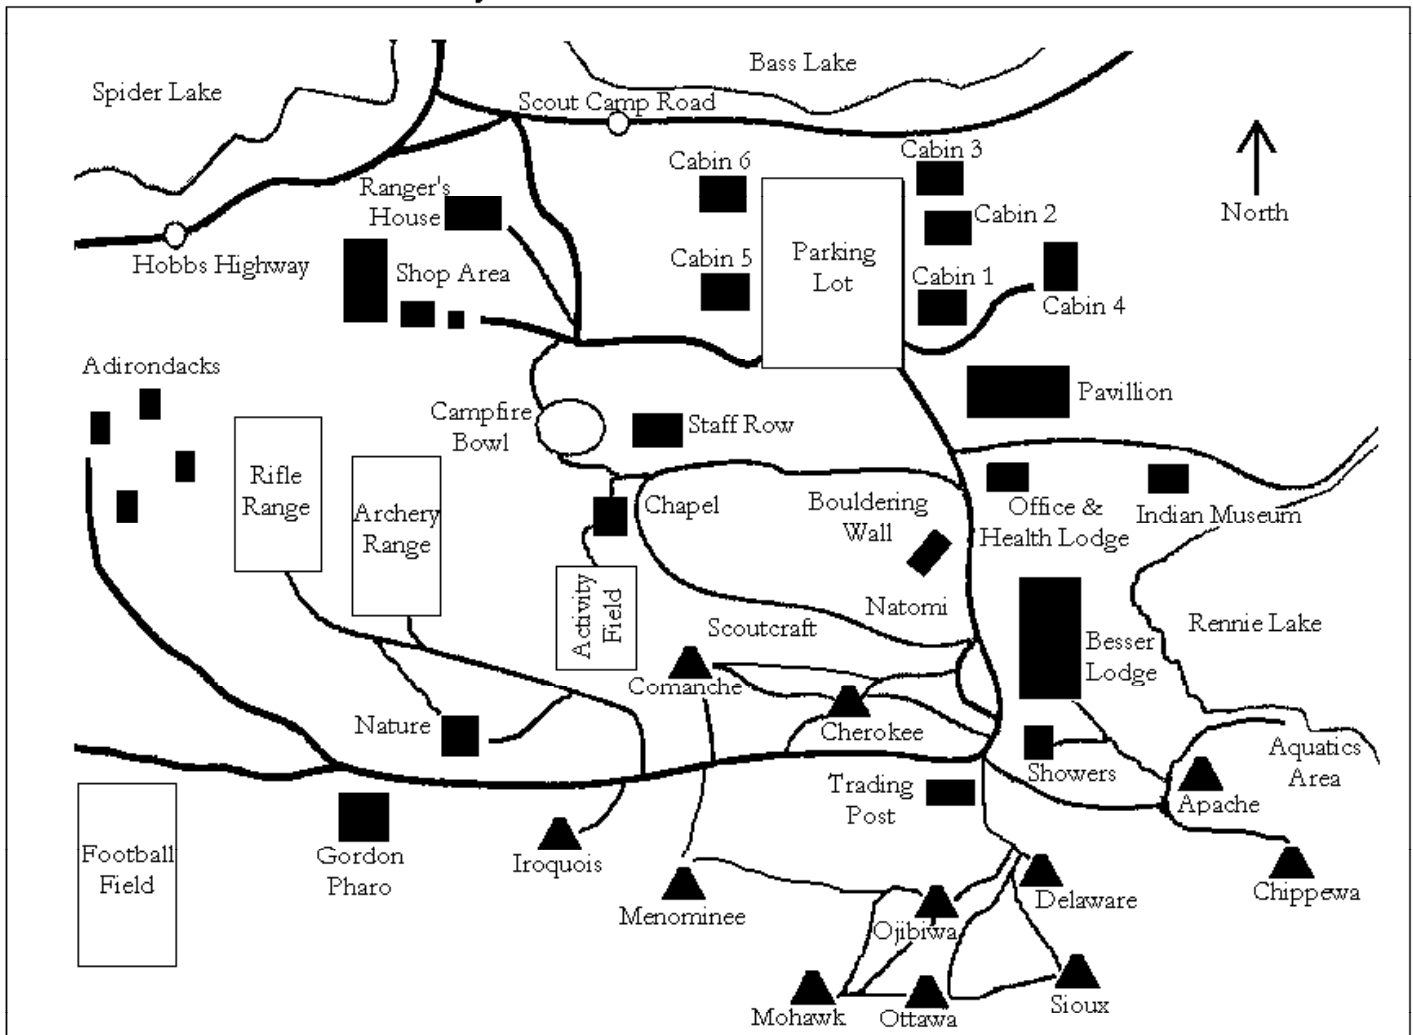 Bass Lake
Spider Lake
Scout Camp Road
Cabin 6
Cabin 3
Ranger's
House
Cabin 2
North
Hobbs Highway
Shop Area
Cabin 5
Parking
Lot
Cabin 1
Cabin 4
Adirondacks
Pavillion
Campfire
Bowl
Staff Row
Rifle
Range
Archery
Range
Chapel
Bouldering
Wall
Office &
Health Lodge
Indian Museum
Activity
Field
Natomi
Scoutcraft
Rennie Lake
Besser
Lodge
Comanche
Nature
Cherokee
Showers
Aquatics
Area
Trading
Post
Apache
Football
Field
Gordon
Pharo
Iroquois
Menominee
Ojibiwa
Delaware
Chippewa
Mohawk
Ottawa
Sioux